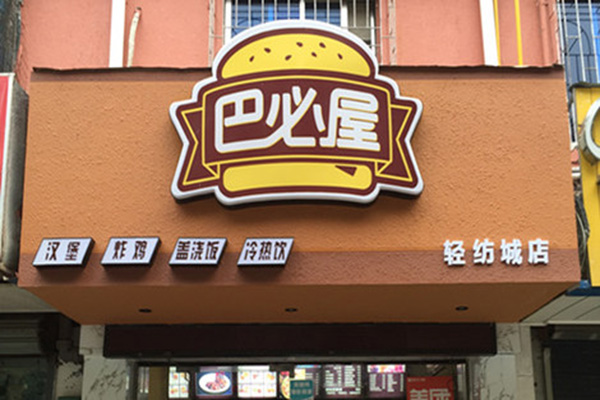 巴必屋
汉堡 炸鸡 盖浇饭 冷热饮
轻纺城店